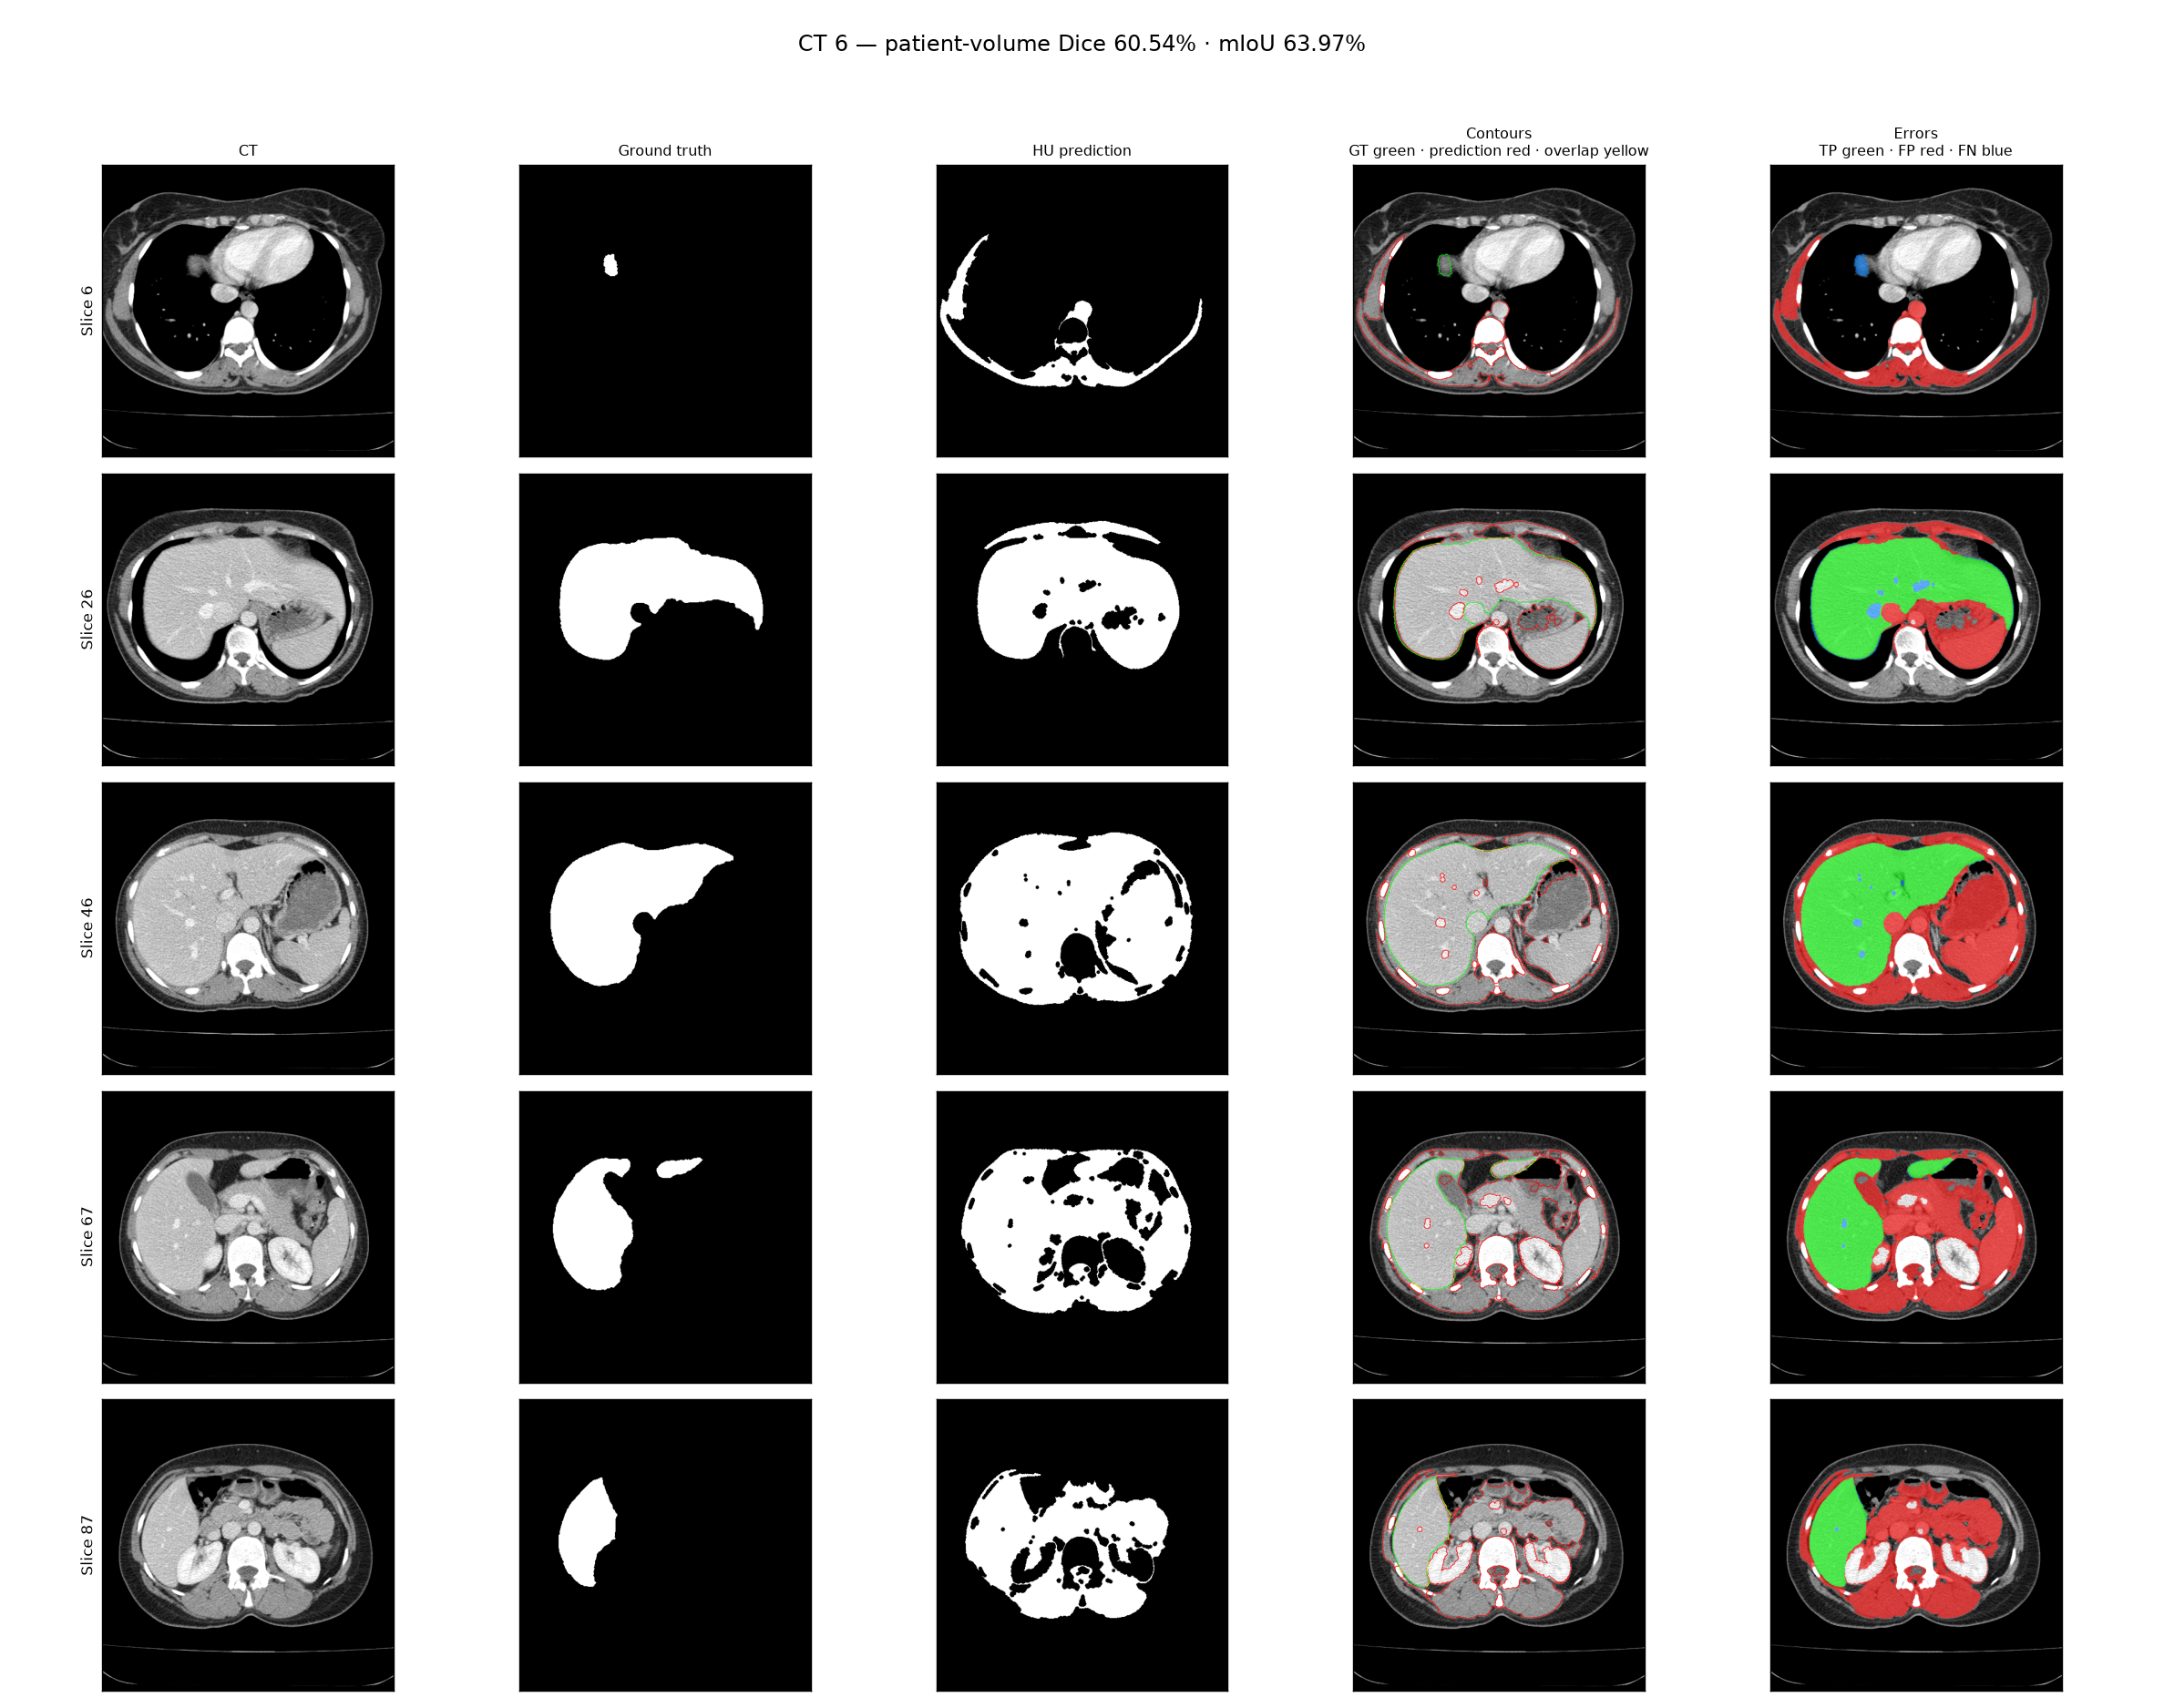 CT 6 — patient-volume Dice 60.54% · mIoU 63.97%
CT
Ground truth
HU prediction
Contours
GT green · prediction red · overlap yellow
Errors
TP green · FP red · FN blue
Slice 6
Slice 26
Slice 46
Slice 67
Slice 87